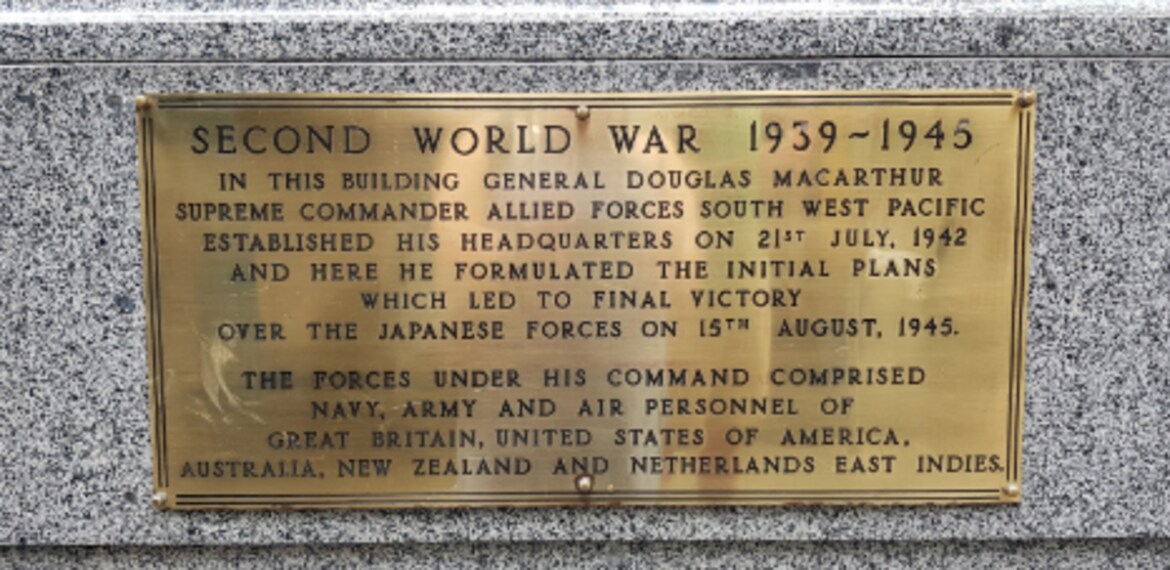 SECOND WORLD WAR 1939~1945
IN THIS BUILDING GENERAL DOUGLAS MACARTHUR
SUPREME COMMANDER ALLIED FORCES SOUTH WEST PACIFIC
ESTABLISHED HIS HEADQUARTERS ON 21ST JULY, 1942
AND HERE HE FORMULATED THE INITIAL PLANS
WHICH LED TO FINAL VICTORY
OVER THE JAPANESE FORCES ON 15TH AUGUST, 1945.
THE FORCES UNDER HIS COMMAND COMPRISED
NAVY, ARMY AND AIR PERSONNEL OF
GREAT BRITAIN, UNITED STATES OF AMERICA,
AUSTRALIA, NEW ZEALAND AND NETHERLANDS EAST INDIES.